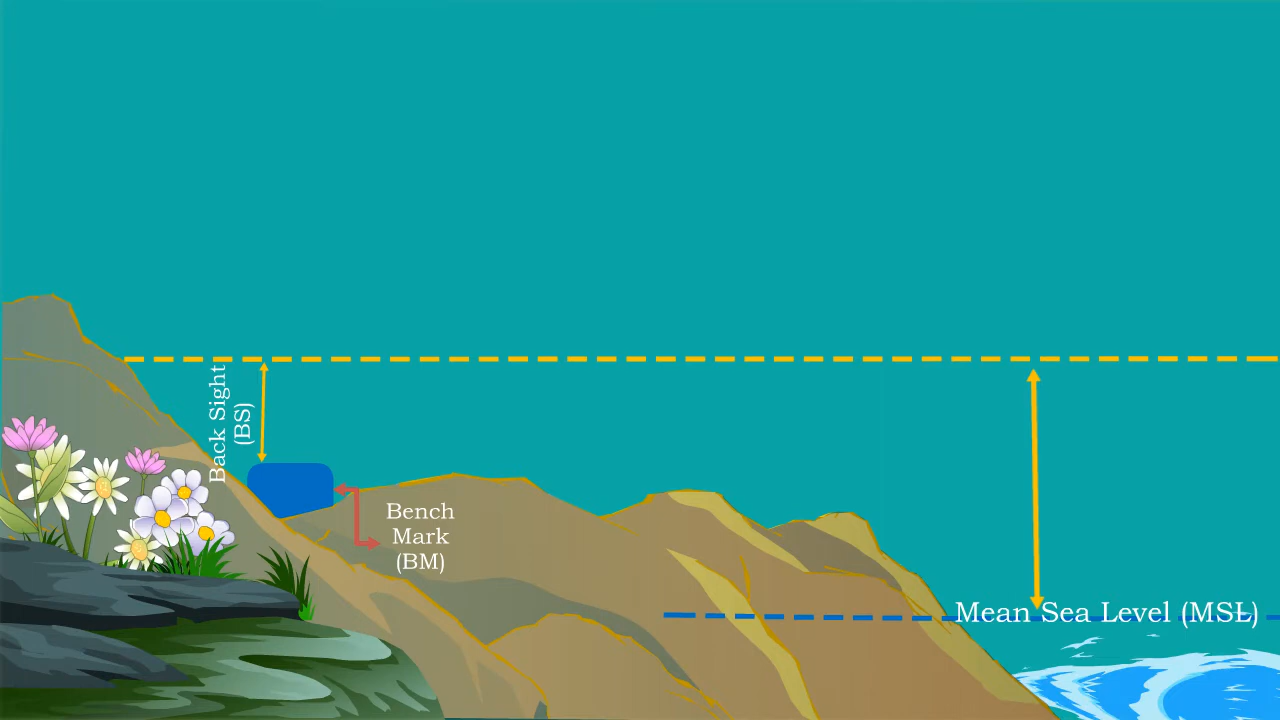 Back Sight
(BS)
Bench
Mark
(BM)
Mean Sea Level (MSL)